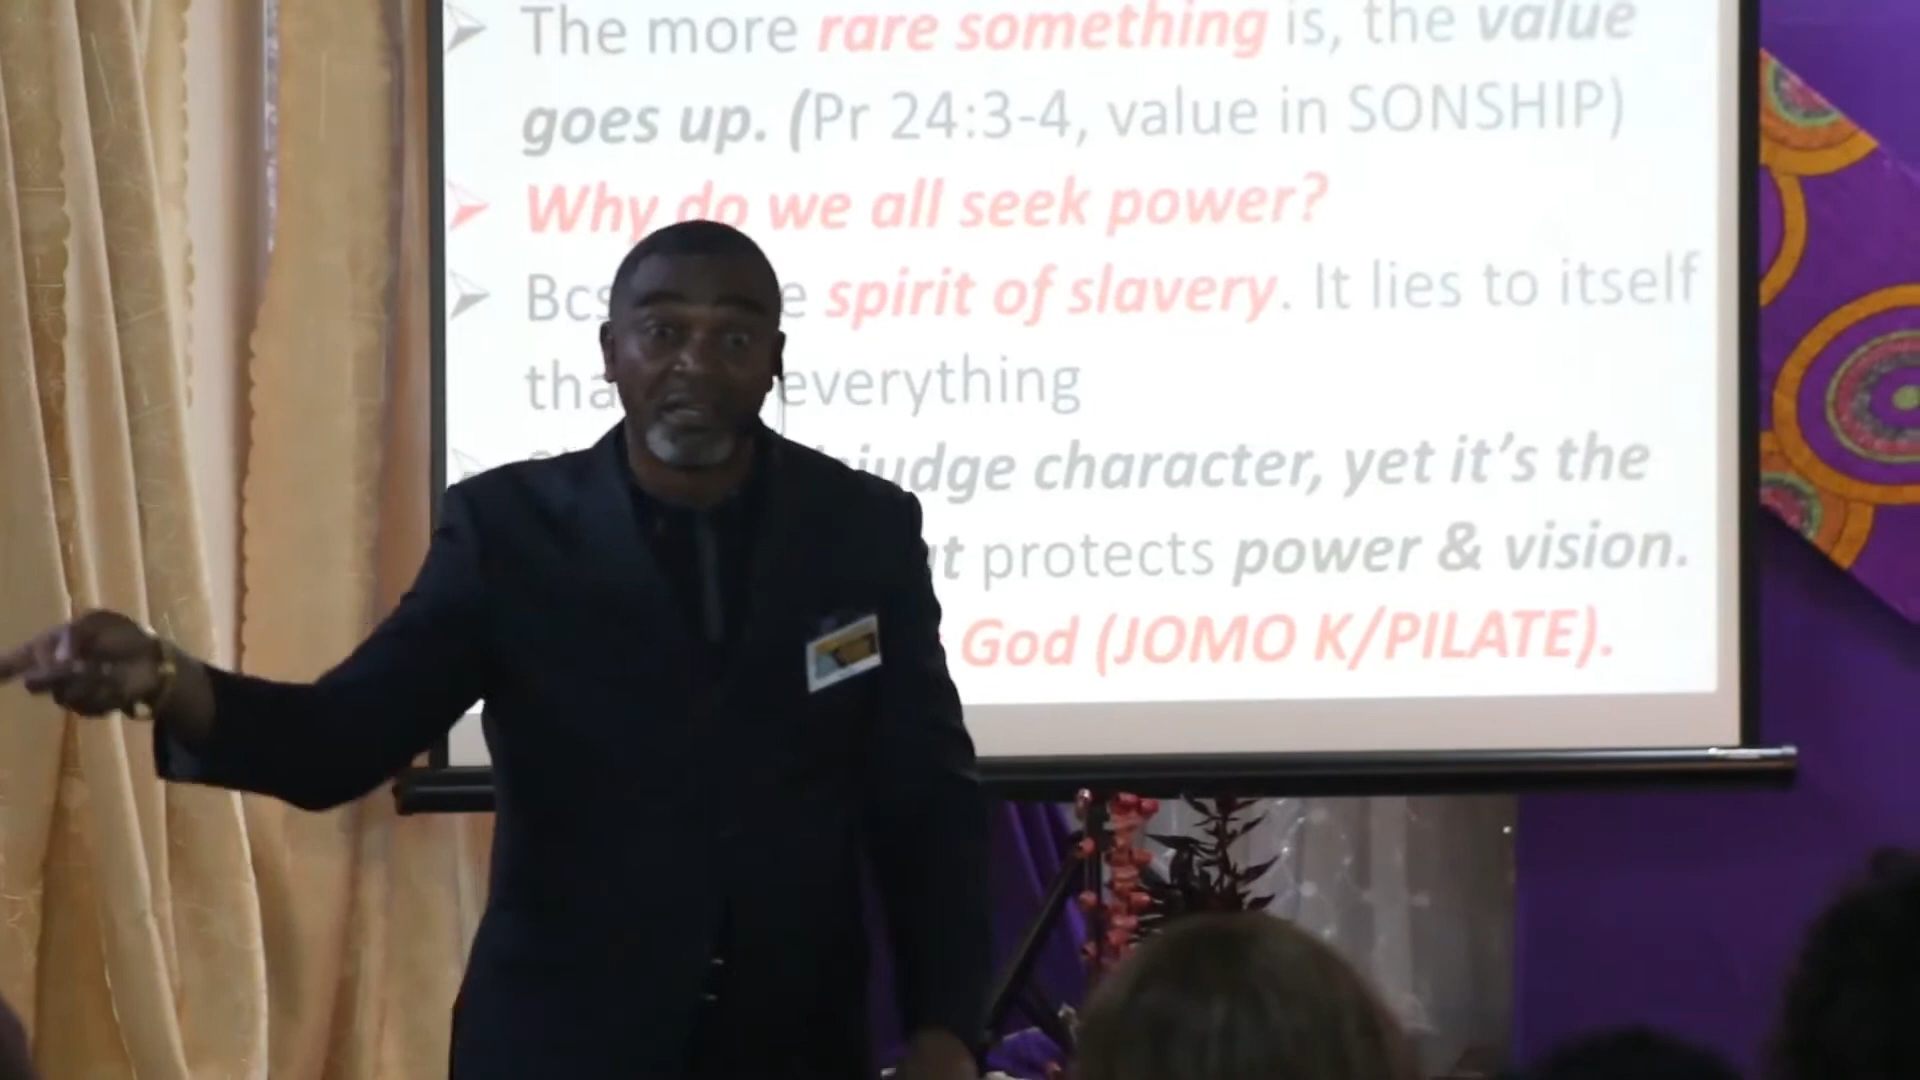 The more rare something is, the value
goes up. (Pr 24:3-4, value in SONSHIP)
Why do we all seek power?
spirit of slavery. It lies to itself
everything
character, yet it's the
protects power & vision.
God (JOMO K/PILATE).